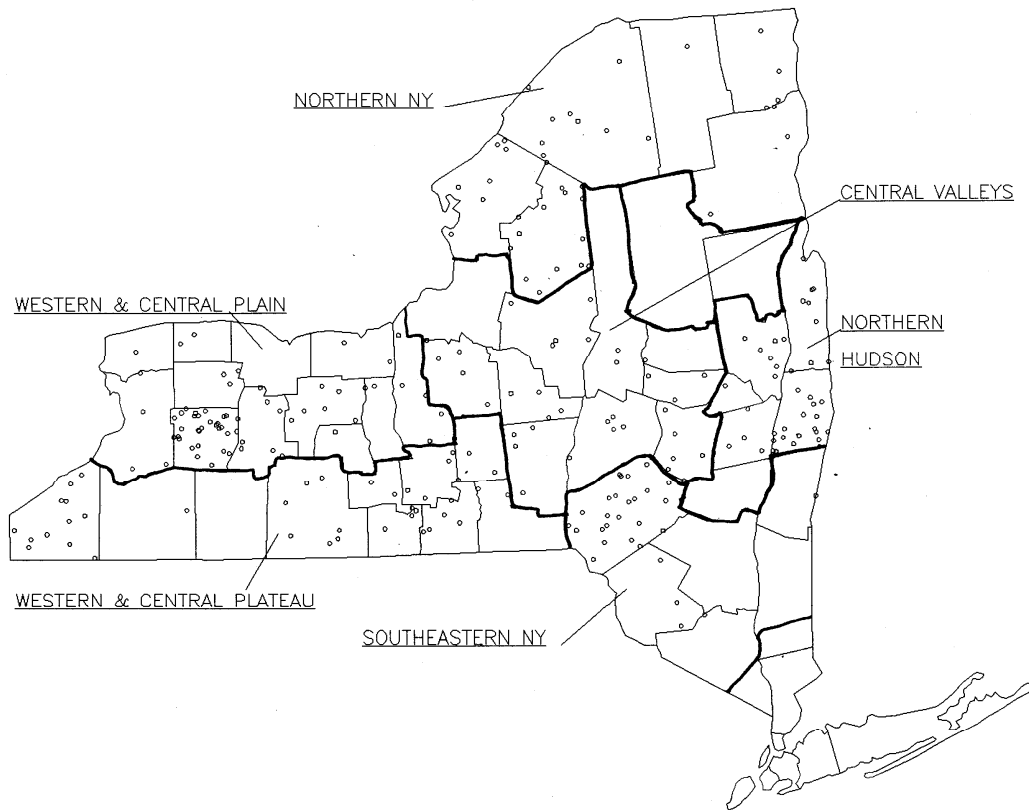 NORTHERN NY
CENTRAL VALLEYS
WESTERN & CENTRAL PLAIN
NORTHERN
HUDSON
WESTERN & CENTRAL PLATEAU
SOUTHEASTERN NY